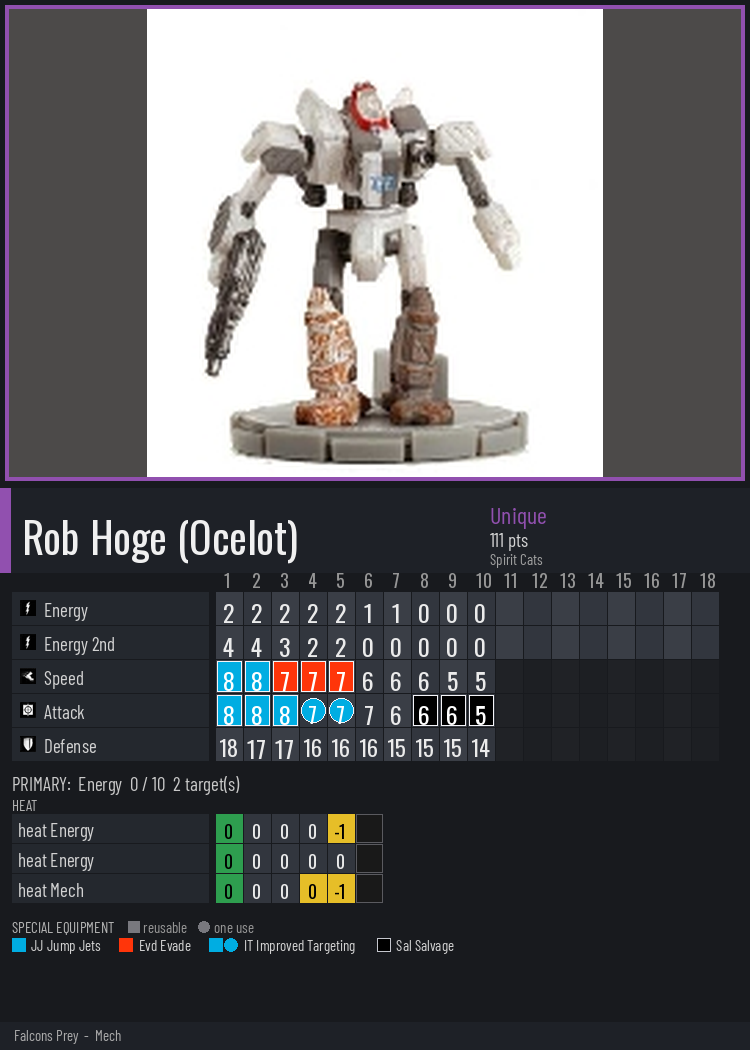 Rob Hoge (Ocelot)
Unique
111 pts
Spirit Cats
1 2 3 4 5 6 7 8 9 10 11 12 13 14 15 16 17 18
Energy 2 2 2 2 2 1 1 0 0 0
Energy 2nd 4 4 3 2 2 0 0 0 0 0
Speed 8 8 7 7 7 6 6 6 5 5
Attack 8 8 8 7 7 7 6 6 6 5
Defense 18 17 17 16 16 16 15 15 15 14
PRIMARY: Energy 0 / 10 2 target(s)
HEAT
heat Energy 0 0 0 0 -1
heat Energy 0 0 0 0 0
heat Mech 0 0 0 0 -1
SPECIAL EQUIPMENT reusable one use
JJ Jump Jets Evd Evade IT Improved Targeting Sal Salvage
Falcons Prey - Mech